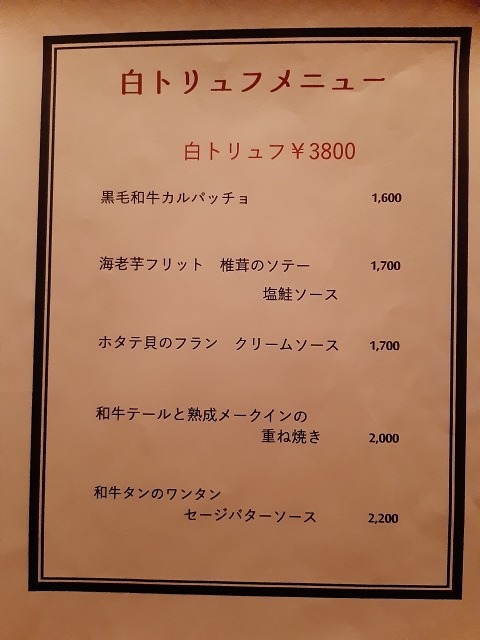 白トリュフメニュー
白トリュフ￥3800
黒毛和牛カルパッチョ 1,600
海老芋フリット　椎茸のソテー 1,700
塩鮭ソース
ホタテ貝のフラン　クリームソース 1,700
和牛テールと熟成メークインの
重ね焼き 2,000
和牛タンのワンタン
セージバターソース 2,200